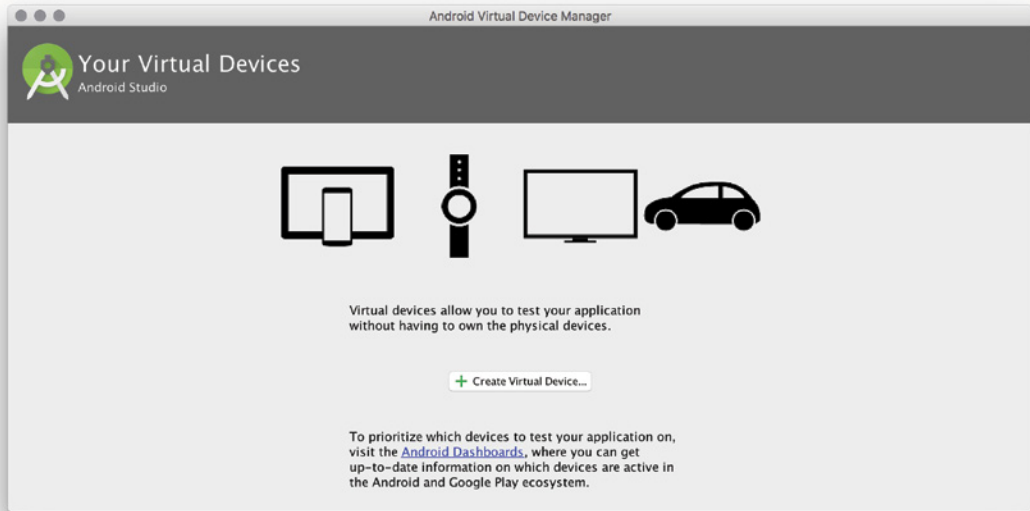 Android Virtual Device Manager
Your Virtual Devices
Android Studio
Virtual devices allow you to test your application
without having to own the physical devices.
+ Create Virtual Device...
To prioritize which devices to test your application on,
visit the Android Dashboards, where you can get
up-to-date information on which devices are active in
the Android and Google Play ecosystem.